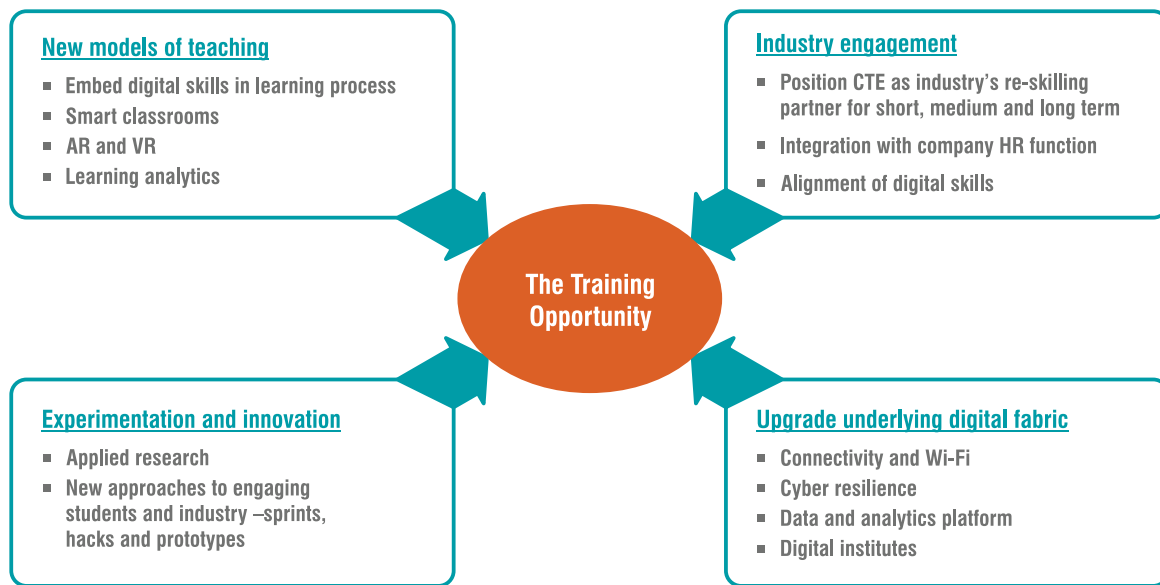 New models of teaching
▪ Embed digital skills in learning process
▪ Smart classrooms
▪ AR and VR
▪ Learning analytics
Industry engagement
▪ Position CTE as industry's re-skilling
partner for short, medium and long term
▪ Integration with company HR function
▪ Alignment of digital skills
The Training
Opportunity
Experimentation and innovation
▪ Applied research
▪ New approaches to engaging
students and industry –sprints,
hacks and prototypes
Upgrade underlying digital fabric
▪ Connectivity and Wi-Fi
▪ Cyber resilience
▪ Data and analytics platform
▪ Digital institutes